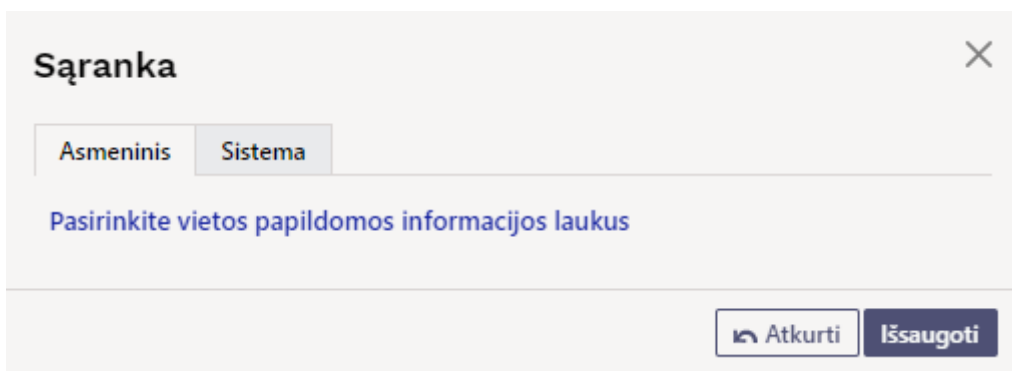 Sąranka
Asmeninis Sistema
Pasirinkite vietos papildomos informacijos laukus
Atkurti Išsaugoti